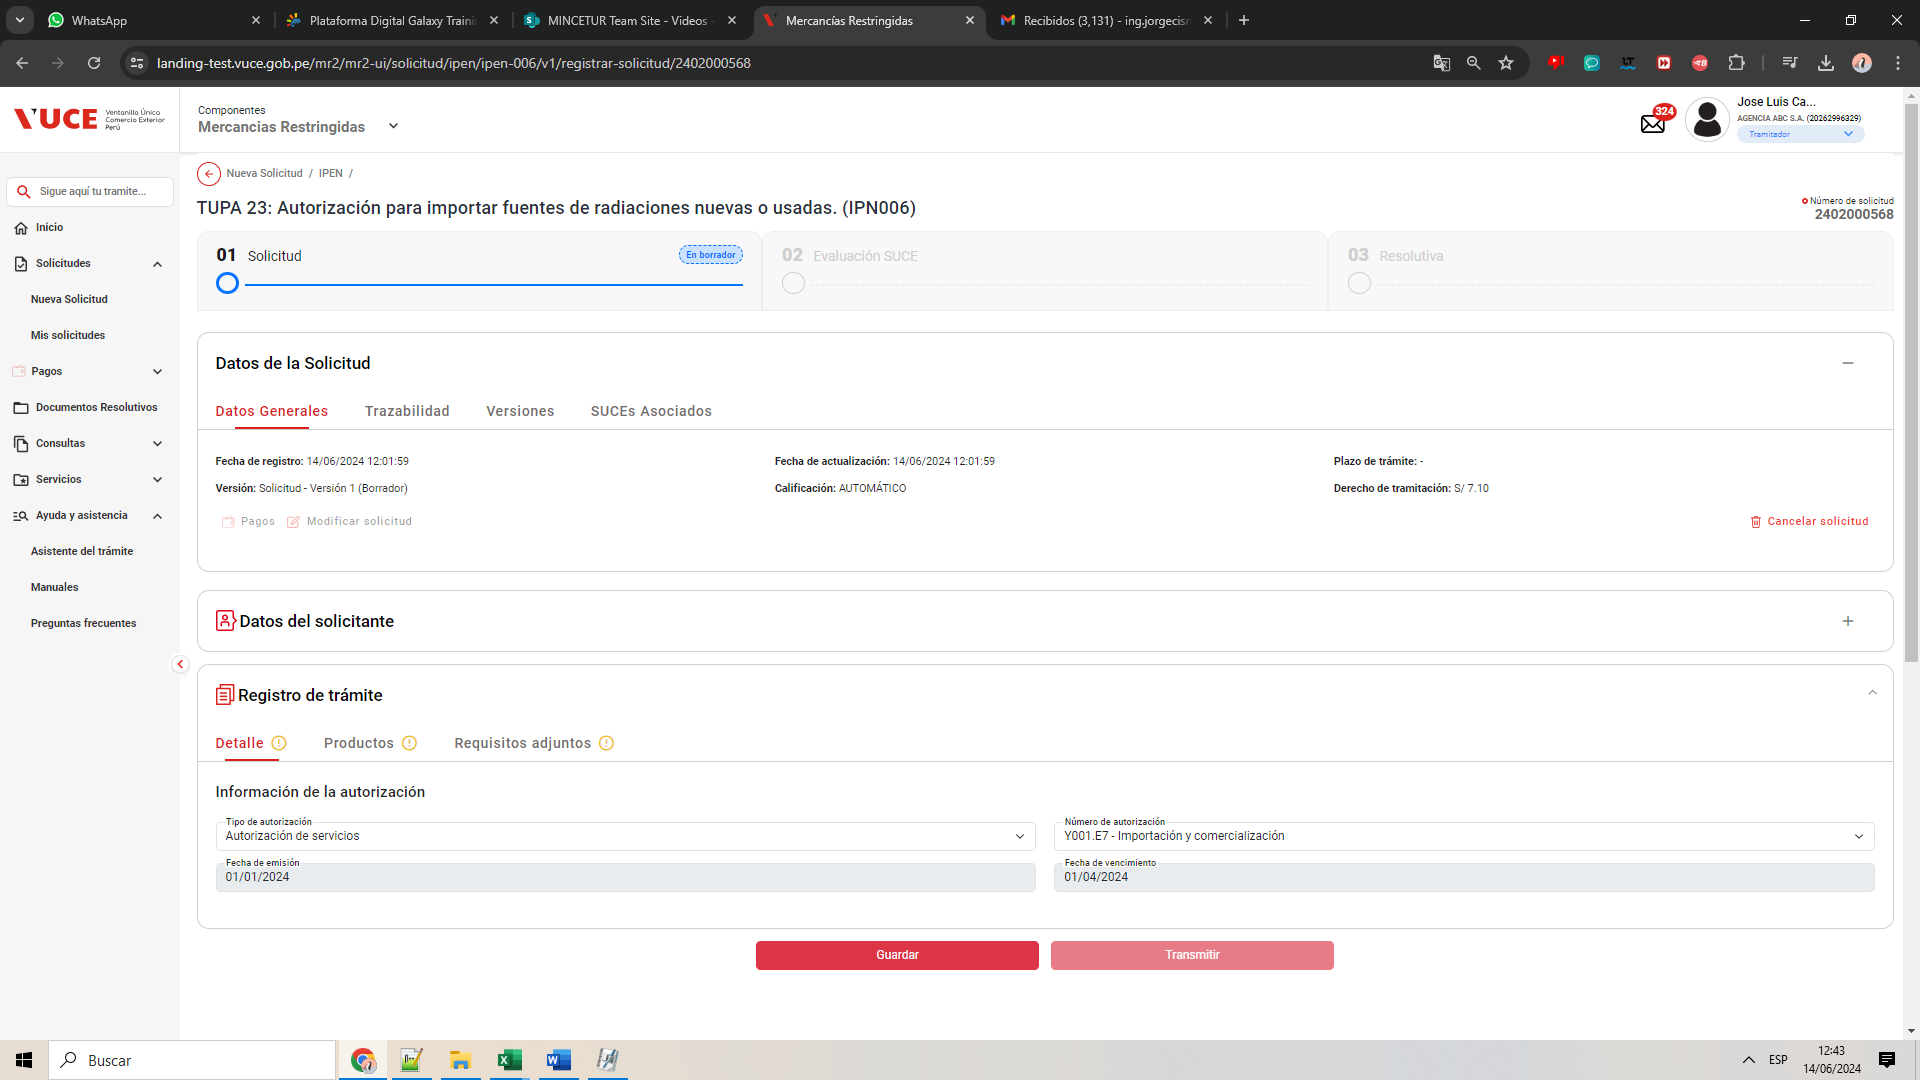 WhatsApp
Plataforma Digital Galaxy Traini
MINCETUR Team Site - Videos -
Mercancías Restringidas
Recibidos (3,131) - ing.jorgecisn
landing-test.vuce.gob.pe/mr2/mr2-ui/solicitud/ipen/ipen-006/v1/registrar-solicitud/2402000568
VUCE
Ventanilla Única
Comercio Exterior
Perú
Componentes
Mercancias Restringidas
324
Jose Luis Ca...
AGENCIA ABC S.A. (20262996329)
Tramitador
Sigue aquí tu tramite...
Inicio
Solicitudes
Nueva Solicitud
Mis solicitudes
Pagos
Documentos Resolutivos
Consultas
Servicios
Ayuda y asistencia
Asistente del trámite
Manuales
Preguntas frecuentes
Nueva Solicitud / IPEN /
TUPA 23: Autorización para importar fuentes de radiaciones nuevas o usadas. (IPN006)
Número de solicitud
2402000568
01 Solicitud
En borrador
02 Evaluación SUCE
03 Resolutiva
Datos de la Solicitud
Datos Generales
Trazabilidad
Versiones
SUCEs Asociados
Fecha de registro: 14/06/2024 12:01:59
Fecha de actualización: 14/06/2024 12:01:59
Plazo de trámite: -
Versión: Solicitud - Versión 1 (Borrador)
Calificación: AUTOMÁTICO
Derecho de tramitación: S/ 7.10
Pagos
Modificar solicitud
Cancelar solicitud
Datos del solicitante
Registro de trámite
Detalle
Productos
Requisitos adjuntos
Información de la autorización
Tipo de autorización
Autorización de servicios
Número de autorización
Y001.E7 - Importación y comercialización
Fecha de emisión
01/01/2024
Fecha de vencimiento
01/04/2024
Guardar
Transmitir
Buscar
ESP
12:43
14/06/2024